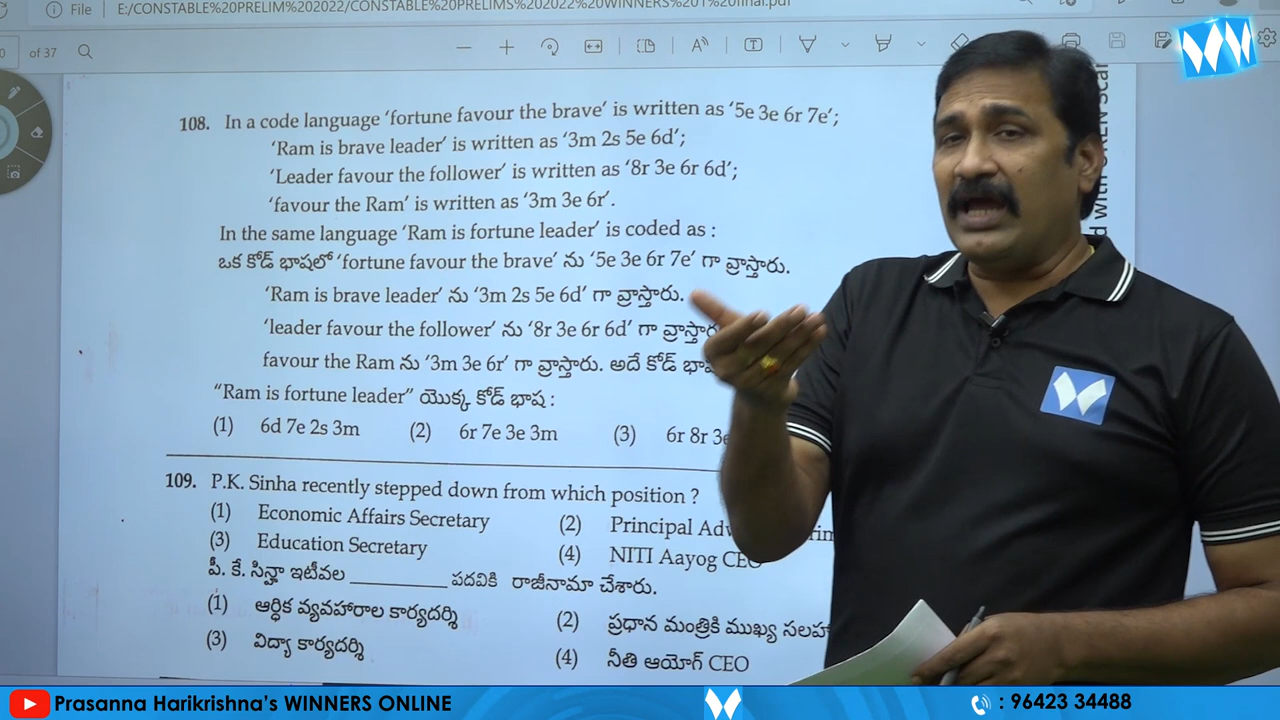 File E:/CONSTABLE%20PRELIM%202022/CONSTABLE%20PRELIMS%202022%20WINNERS%201%20final.pdf
of 37
108. In a code language 'fortune favour the brave' is written as '5e 3e 6r 7e';
'Ram is brave leader' is written as '3m 2s 5e 6d';
'Leader favour the follower' is written as '8r 3e 6r 6d';
'favour the Ram' is written as '3m 3e 6r'.
In the same language 'Ram is fortune leader' is coded as :
ఒక కోడ్ భాషలో 'fortune favour the brave' ను '5e 3e 6r 7e' గా వ్రాస్తారు.
'Ram is brave leader' ను '3m 2s 5e 6d' గా వ్రాస్తారు.
'leader favour the follower' ను '8r 3e 6r 6d' గా వ్రాస్తార
favour the Ram ను '3m 3e 6r' గా వ్రాస్తారు. అదే కోడ్ భా
"Ram is fortune leader" యొక్క కోడ్ భాష :
(1) 6d 7e 2s 3m (2) 6r 7e 3e 3m (3) 6r 8r 3e
109. P.K. Sinha recently stepped down from which position ?
(1) Economic Affairs Secretary (2) Principal Adv
(3) Education Secretary (4) NITI Aayog CEO
పీ. కే. సిన్హా ఇటీవల __________ పదవికి రాజీనామా చేశారు.
(1) ఆర్థిక వ్యవహారాల కార్యదర్శి (2) ప్రధాన మంత్రికి ముఖ్య సలహా
(3) విద్యా కార్యదర్శి (4) నీతి ఆయోగ్ CEO
Prasanna Harikrishna's WINNERS ONLINE : 96423 34488